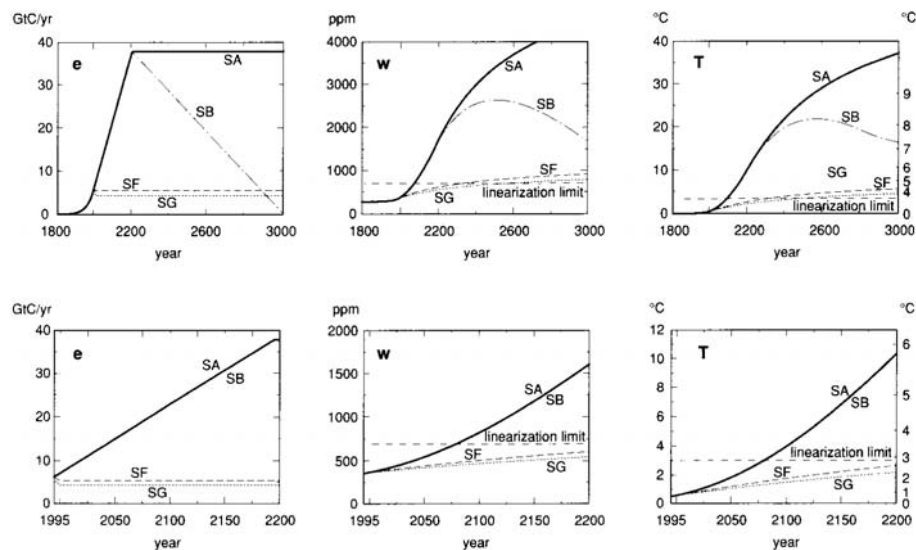 GtC/yr
ppm
°C
°C
e
w
T
40
30
20
10
0
SA
SB
SF
SG
1800
2200
2600
3000
year
4000
3000
2000
1000
0
SA
SB
SF
SG
linearization limit
1800
2200
2600
3000
year
40
30
20
10
0
SA
SB
SG
SF
linearization limit
9
8
7
6
5
4
0
1800
2200
2600
3000
year
GtC/yr
ppm
°C
°C
e
w
T
40
30
20
10
0
SA
SB
SF
SG
1995
2050
2100
2150
2200
year
2000
1500
1000
500
0
SA
SB
linearization limit
SF
SG
1995
2050
2100
2150
2200
year
12
10
8
6
4
2
0
SA
SB
linearization limit
SF
SG
6
5
4
3
2
1
0
1995
2050
2100
2150
2200
year